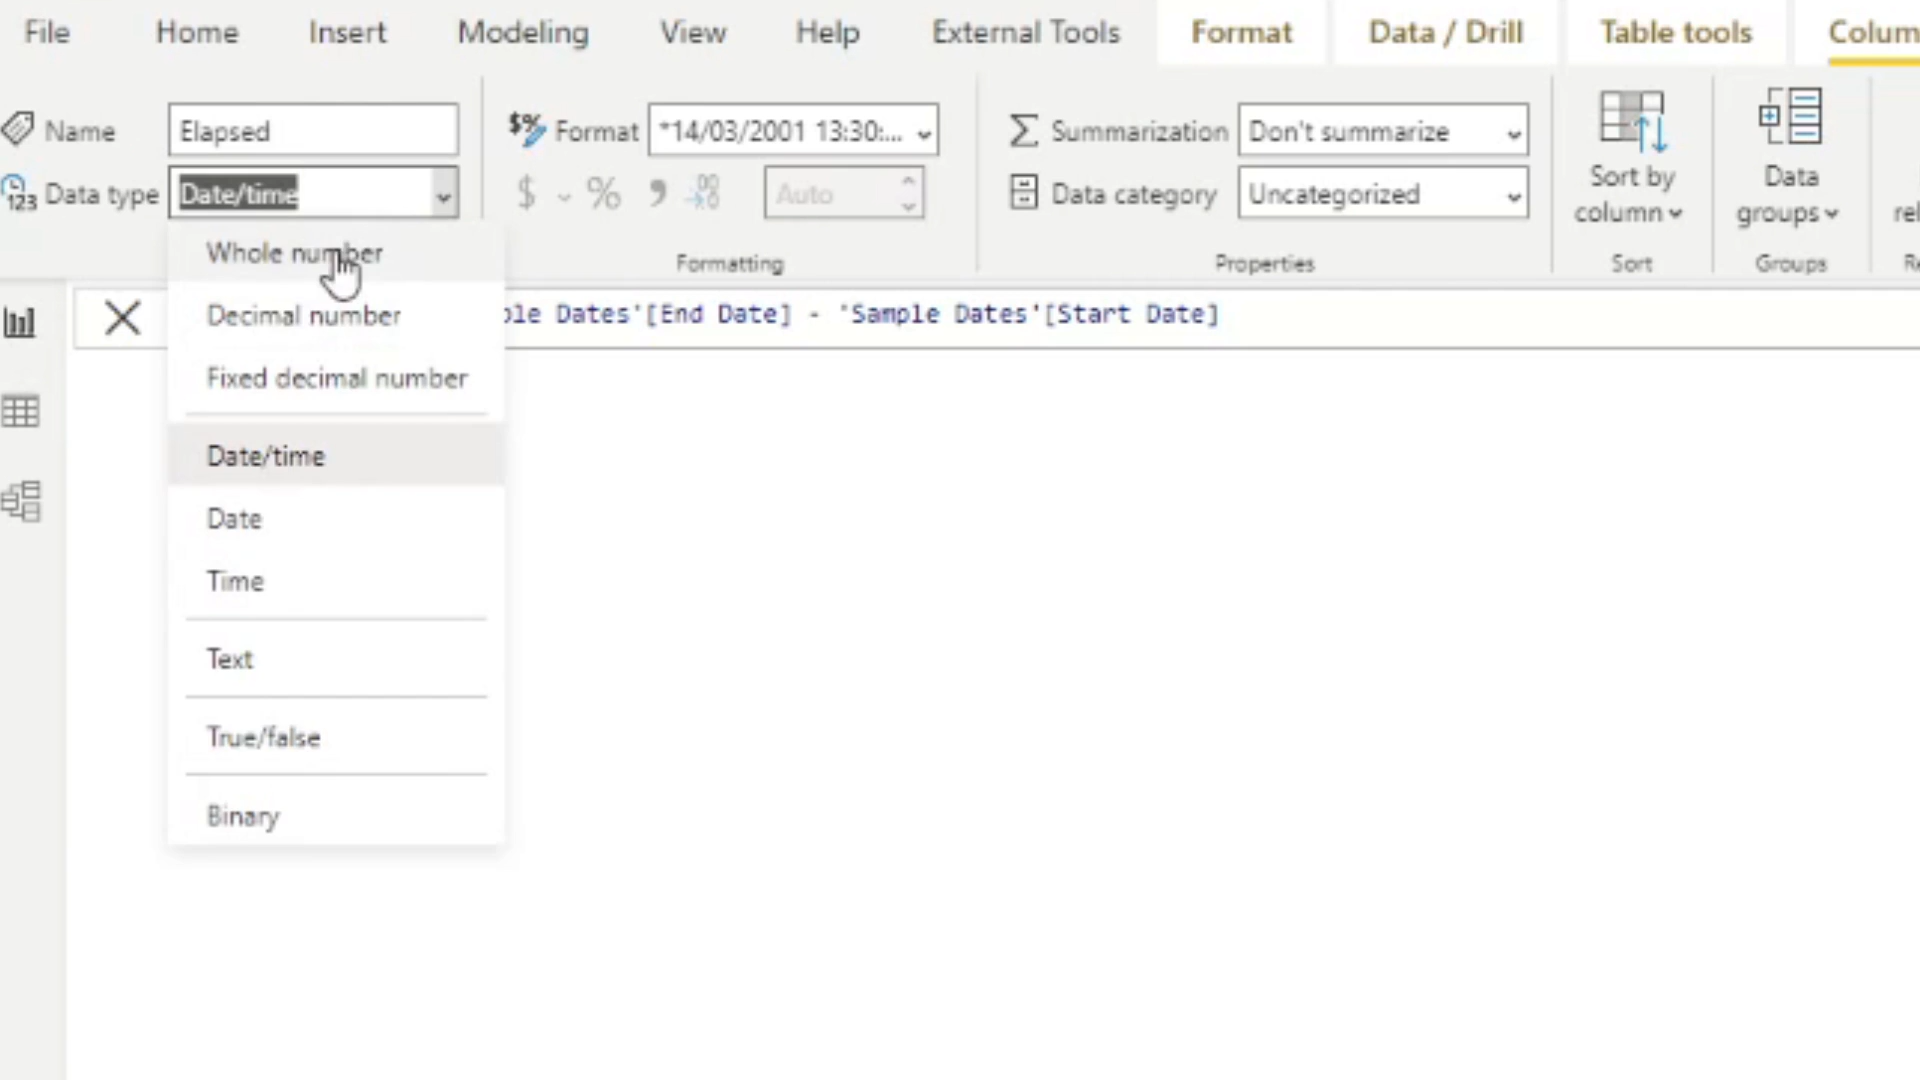 File Home Insert Modeling View Help External Tools Format Data / Drill Table tools Colum
Name Elapsed
Data type Date/time
$% Format *14/03/2001 13:30:...
$ % , .00 Auto
Formatting
Summarization Don't summarize
Data category Uncategorized
Properties
Sort by
column
Sort
Data
groups
Groups
Whole number
Decimal number
Fixed decimal number
Date/time
Date
Time
Text
True/false
Binary
ple Dates'[End Date] - 'Sample Dates'[Start Date]